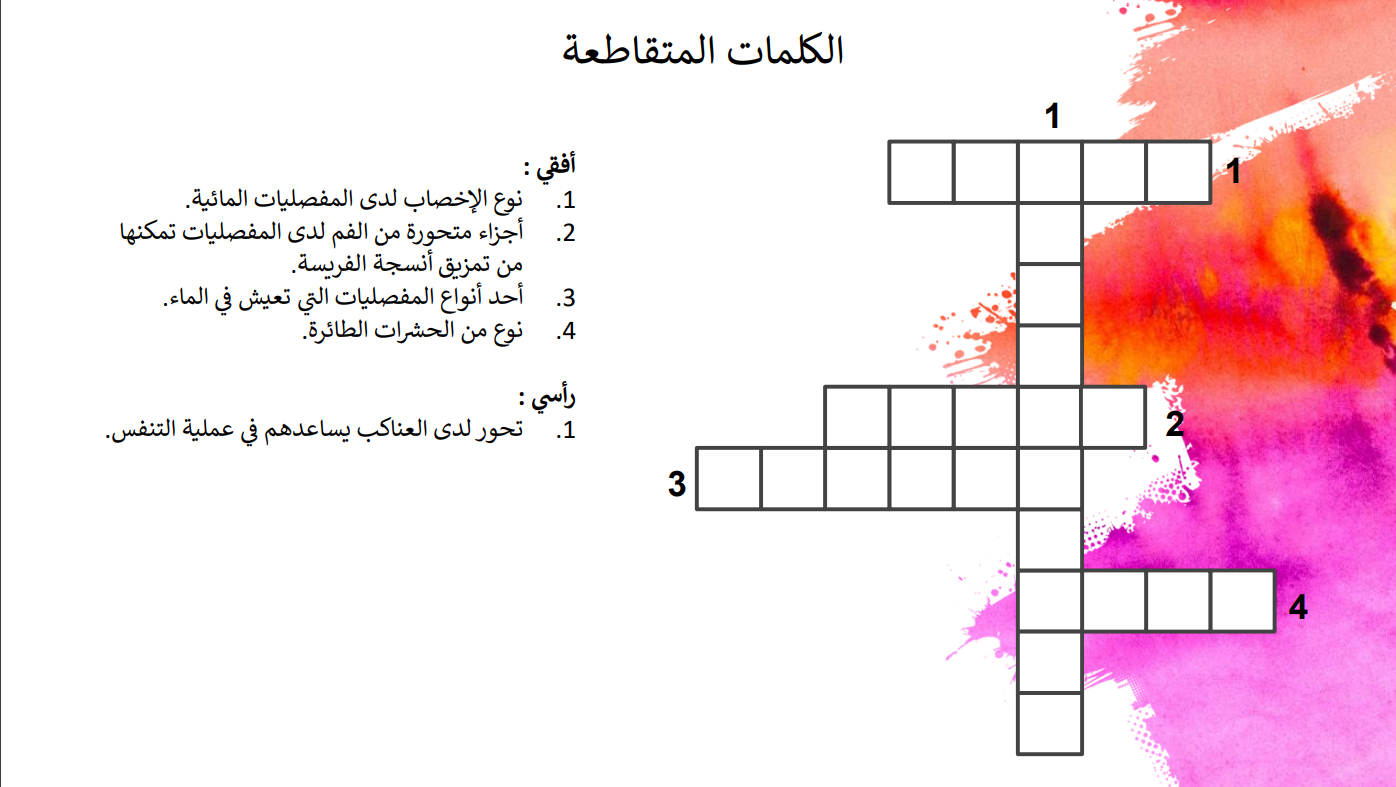 الكلمات المتقاطعة
أفقي :
1. نوع الإخصاب لدى المفصليات المائية.
2. أجزاء متحورة من الفم لدى المفصليات تمكنها
من تمزيق أنسجة الفريسة.
3. أحد أنواع المفصليات التي تعيش في الماء.
4. نوع من الحشرات الطائرة.
رأسي :
1. تحور لدى العناكب يساعدهم في عملية التنفس.
1
1
2
3
4